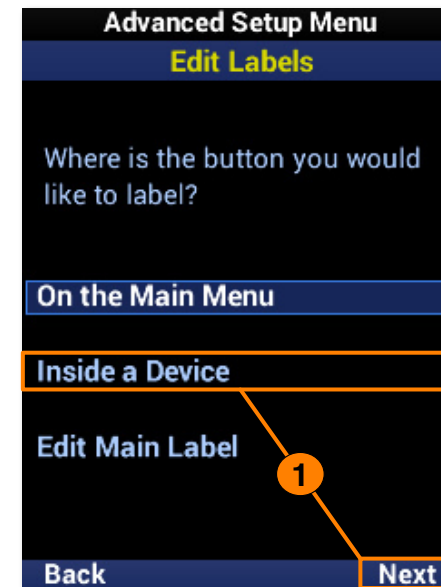 Advanced Setup Menu
Edit Labels
Where is the button you would
like to label?
On the Main Menu
Inside a Device
Edit Main Label
1
Back Next